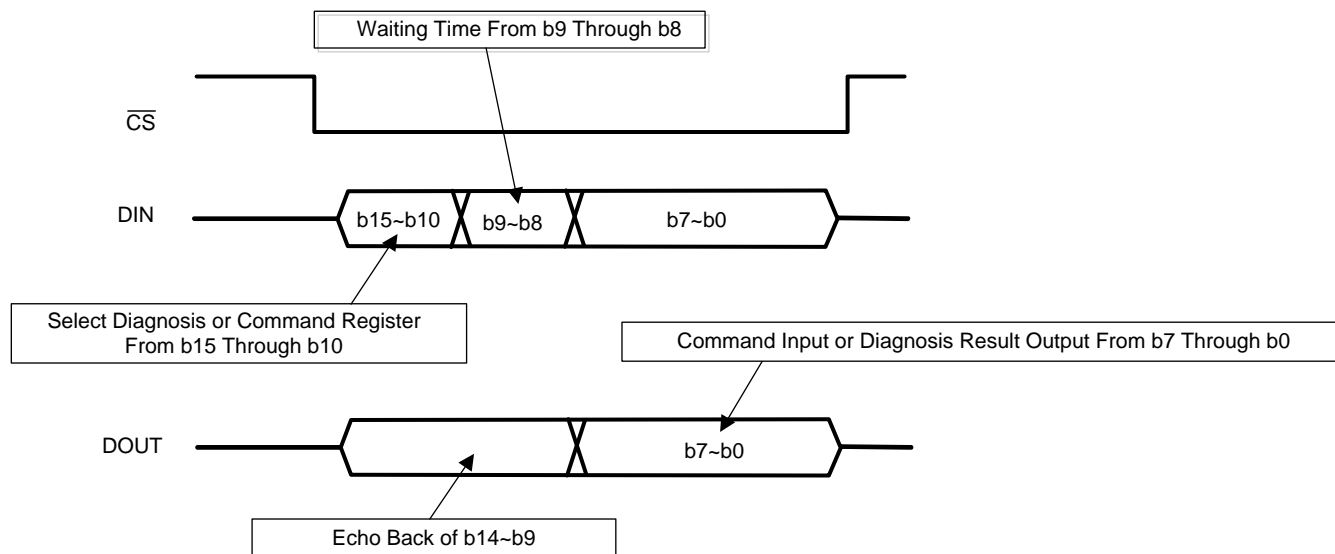 Waiting Time From b9 Through b8
CS
DIN
b15~b10
b9~b8
b7~b0
Select Diagnosis or Command Register
From b15 Through b10
Command Input or Diagnosis Result Output From b7 Through b0
DOUT
b7~b0
Echo Back of b14~b9